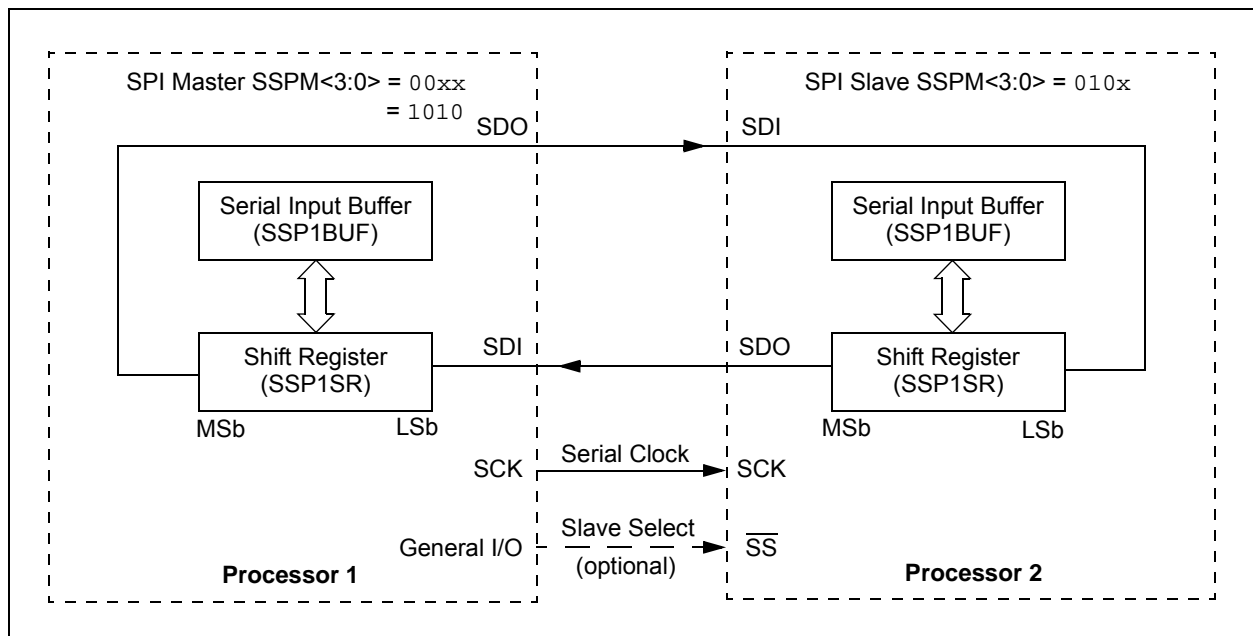 SPI Master SSPM<3:0> = 00xx
= 1010
SDO
Serial Input Buffer
(SSP1BUF)
Shift Register
(SSP1SR)
MSb
LSb
SDI
SCK
General I/O
Processor 1
Serial Clock
Slave Select
(optional)
SPI Slave SSPM<3:0> = 010x
SDI
Serial Input Buffer
(SSP1BUF)
SDO
Shift Register
(SSP1SR)
MSb
LSb
SCK
S̅S̅
Processor 2